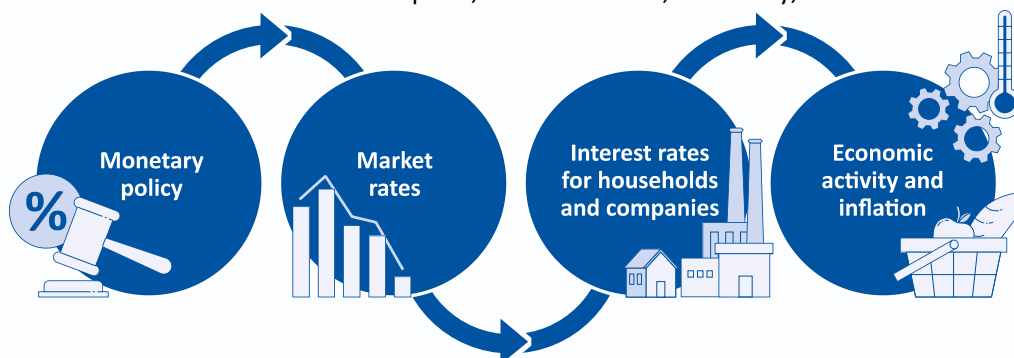 Monetary
policy
%
Market
rates
Interest rates
for households
and companies
Economic
activity and
inflation